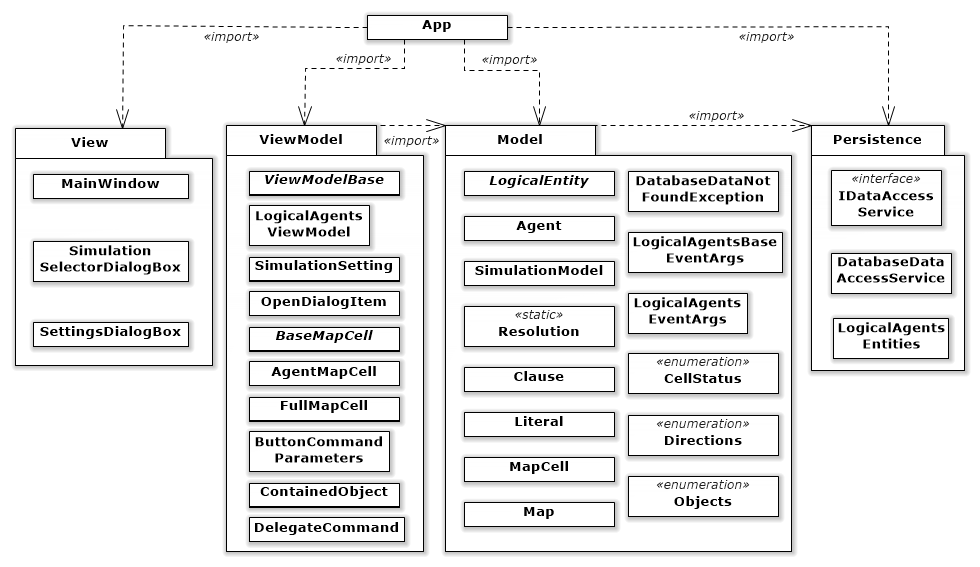 App
«import»
«import»
«import»
«import»
View
MainWindow
Simulation
SelectorDialogBox
SettingsDialogBox
ViewModel
«import»
ViewModelBase
LogicalAgents
ViewModel
SimulationSetting
OpenDialogItem
BaseMapCell
AgentMapCell
FullMapCell
ButtonCommand
Parameters
ContainedObject
DelegateCommand
Model
«import»
LogicalEntity
Agent
SimulationModel
«static»
Resolution
Clause
Literal
MapCell
Map
DatabaseDataNot
FoundException
LogicalAgentsBase
EventArgs
LogicalAgents
EventArgs
«enumeration»
CellStatus
«enumeration»
Directions
«enumeration»
Objects
Persistence
«interface»
IDataAccess
Service
DatabaseData
AccessService
LogicalAgents
Entities